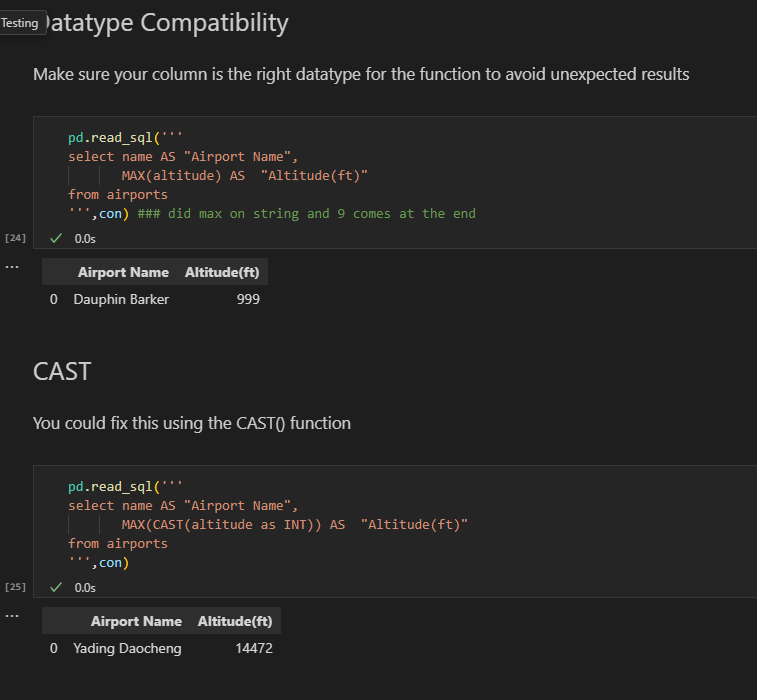 Testing
atatype Compatibility
Make sure your column is the right datatype for the function to avoid unexpected results
pd.read_sql('''
select name AS "Airport Name",
MAX(altitude) AS  "Altitude(ft)"
from airports
''',con) ### did max on string and 9 comes at the end
[24] 0.0s
...
Airport Name Altitude(ft)
0 Dauphin Barker 999
CAST
You could fix this using the CAST() function
pd.read_sql('''
select name AS "Airport Name",
MAX(CAST(altitude as INT)) AS  "Altitude(ft)"
from airports
''',con)
[25] 0.0s
...
Airport Name Altitude(ft)
0 Yading Daocheng 14472